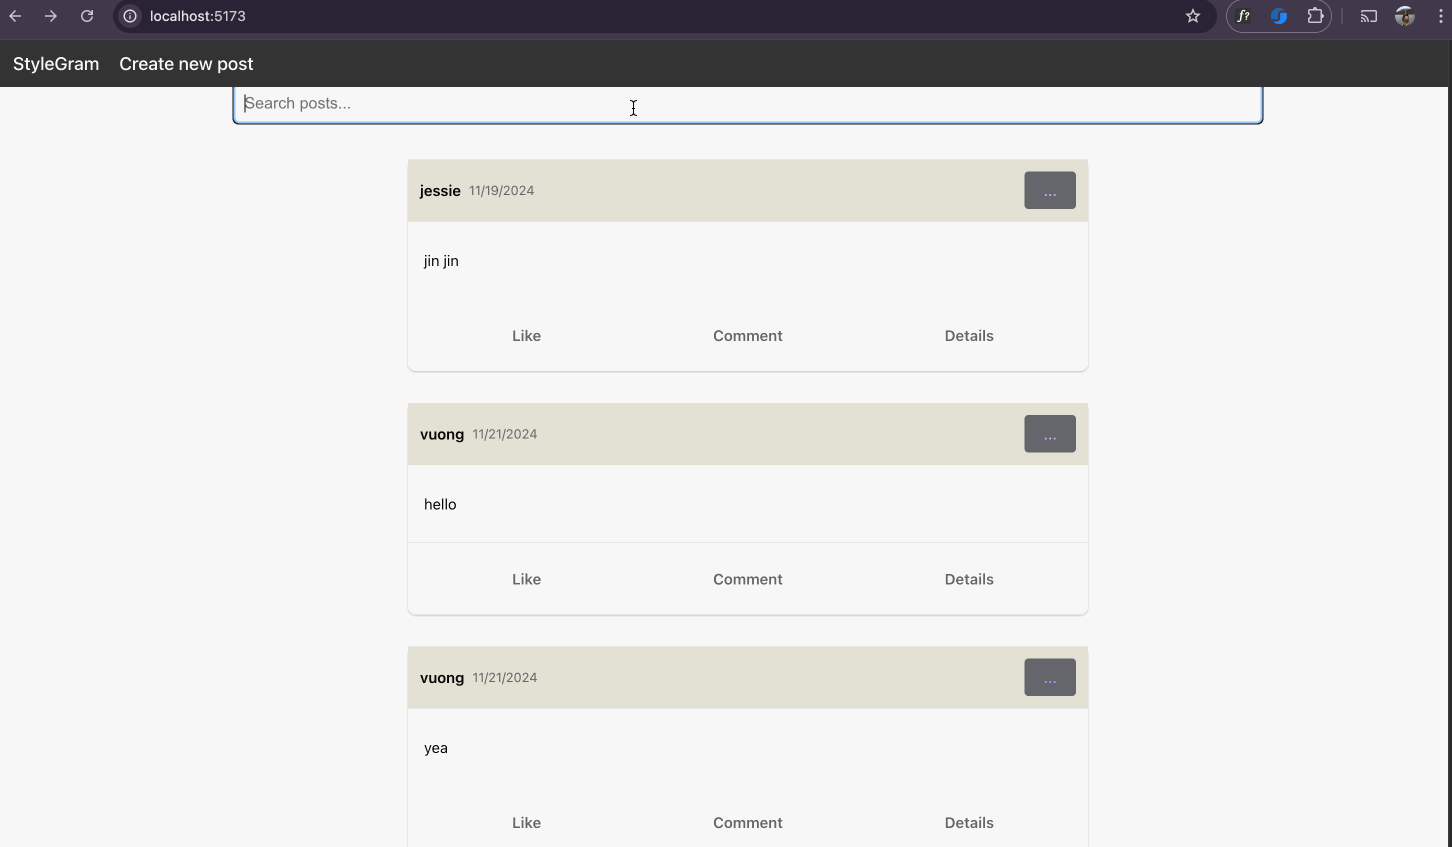 localhost:5173
f?
StyleGram Create new post
Search posts...
jessie 11/19/2024 ...
jin jin
Like Comment Details
vuong 11/21/2024 ...
hello
Like Comment Details
vuong 11/21/2024 ...
yea
Like Comment Details